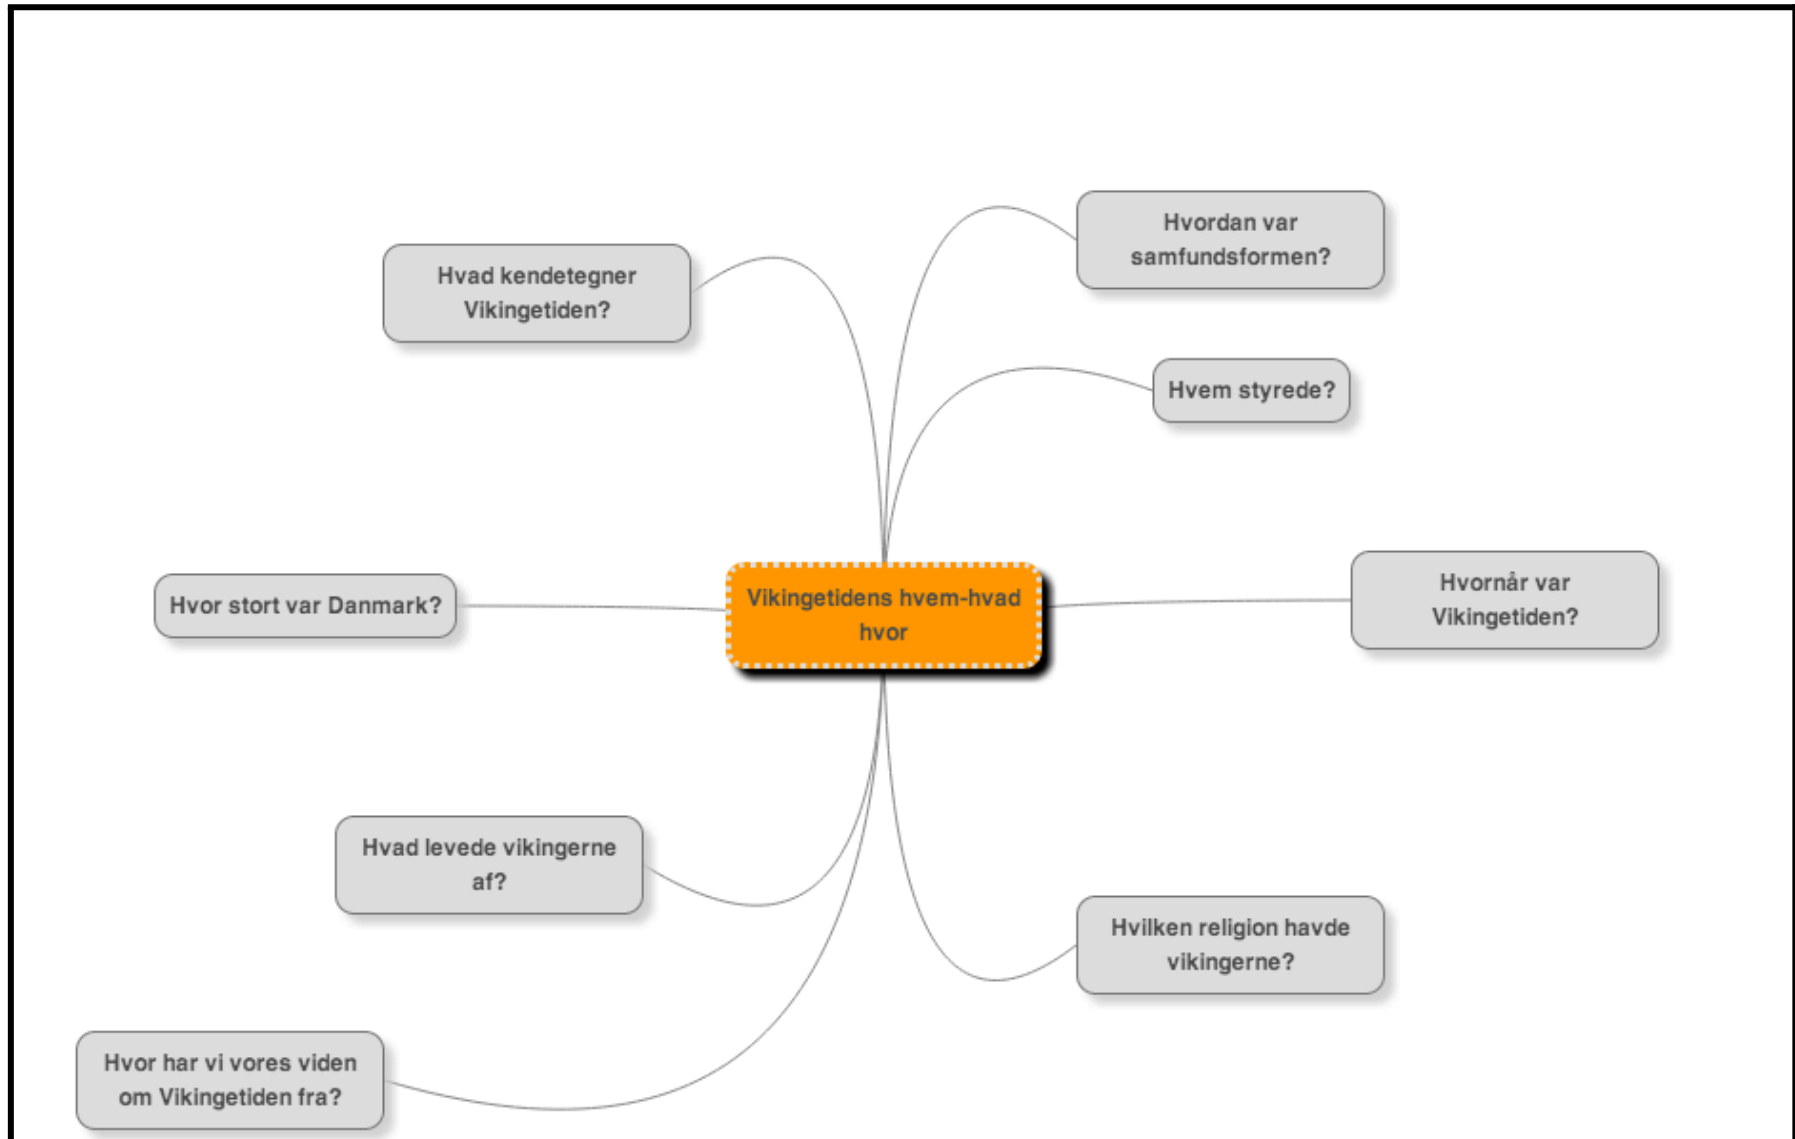 Hvordan var
samfundsformen?
Hvad kendetegner
Vikingetiden?
Hvem styrede?
Hvornår var
Vikingetiden?
Hvor stort var Danmark?
Vikingetidens hvem-hvad
hvor
Hvad levede vikingerne
af?
Hvilken religion havde
vikingerne?
Hvor har vi vores viden
om Vikingetiden fra?